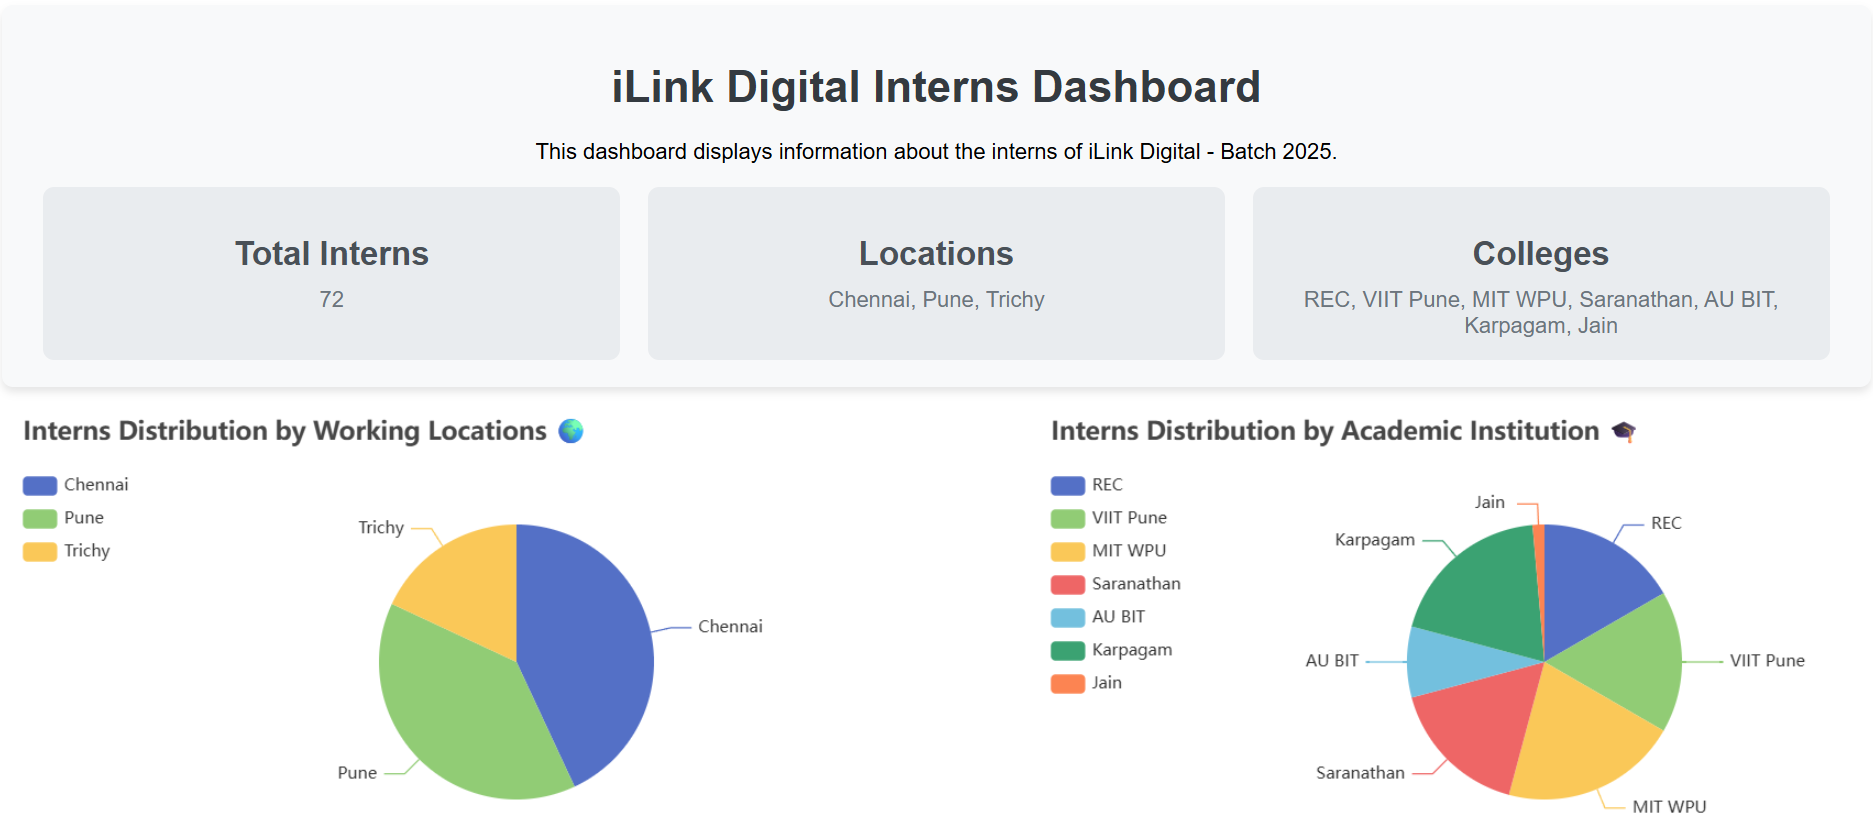 iLink Digital Interns Dashboard
This dashboard displays information about the interns of iLink Digital - Batch 2025.
Total Interns
72
Locations
Chennai, Pune, Trichy
Colleges
REC, VIIT Pune, MIT WPU, Saranathan, AU BIT,
Karpagam, Jain
Interns Distribution by Working Locations
Chennai
Pune
Trichy
Trichy
Chennai
Pune
Interns Distribution by Academic Institution
REC
VIIT Pune
MIT WPU
Saranathan
AU BIT
Karpagam
Jain
Jain
REC
Karpagam
AU BIT
VIIT Pune
Saranathan
MIT WPU